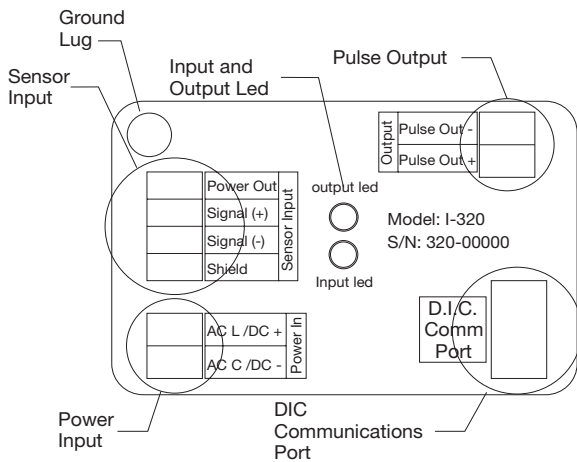 Ground
Lug
Sensor
Input
Input and
Output Led
Pulse Output
Output
Pulse Out -
Pulse Out +
Power Out
Signal (+)
Signal (-)
Shield
Sensor Input
output led
Input led
Model: I-320
S/N: 320-00000
AC L /DC +
AC C /DC -
Power In
D.I.C.
Comm
Port
Power
Input
DIC
Communications
Port